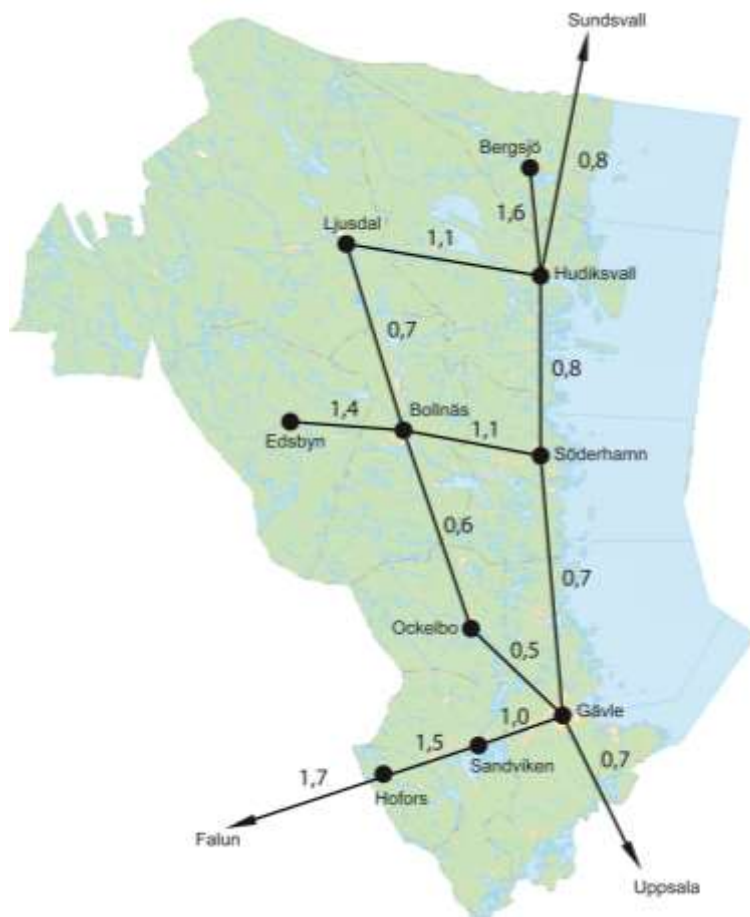 Sundsvall
Bergsjö
0,8
1,6
Ljusdal
1,1
Hudiksvall
0,7
0,8
1,4
Bollnäs
Edsbyn
1,1
Söderhamn
0,6
0,7
Ockelbo
0,5
Gävle
1,0
1,5
Sandviken
0,7
1,7
Hofors
Falun
Uppsala